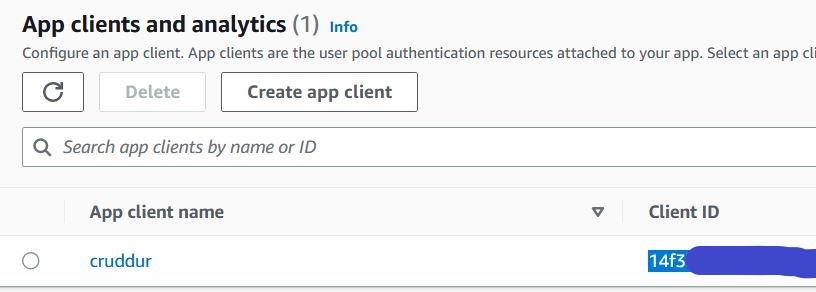 App clients and analytics (1) Info
Configure an app client. App clients are the user pool authentication resources attached to your app. Select an app cli
Delete
Create app client
Search app clients by name or ID
App client name
Client ID
cruddur
14f3